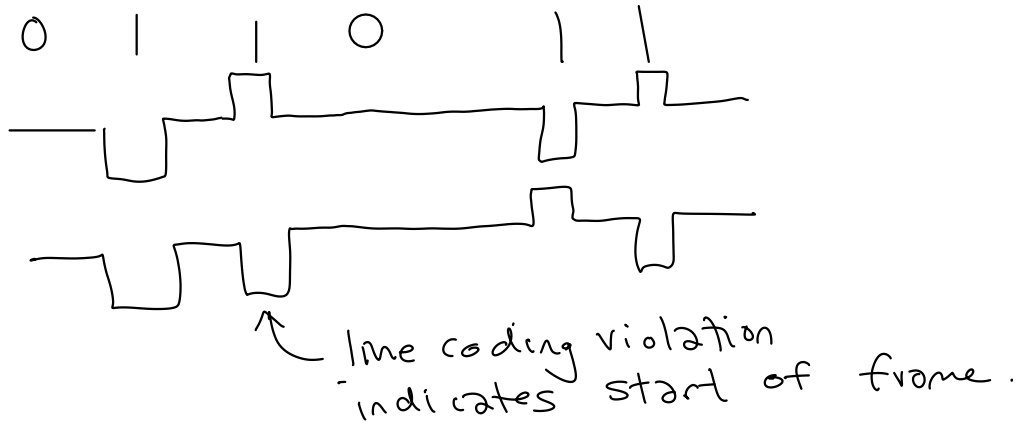 0 1 1 0 1 1
line coding violation
indicates start of frame.